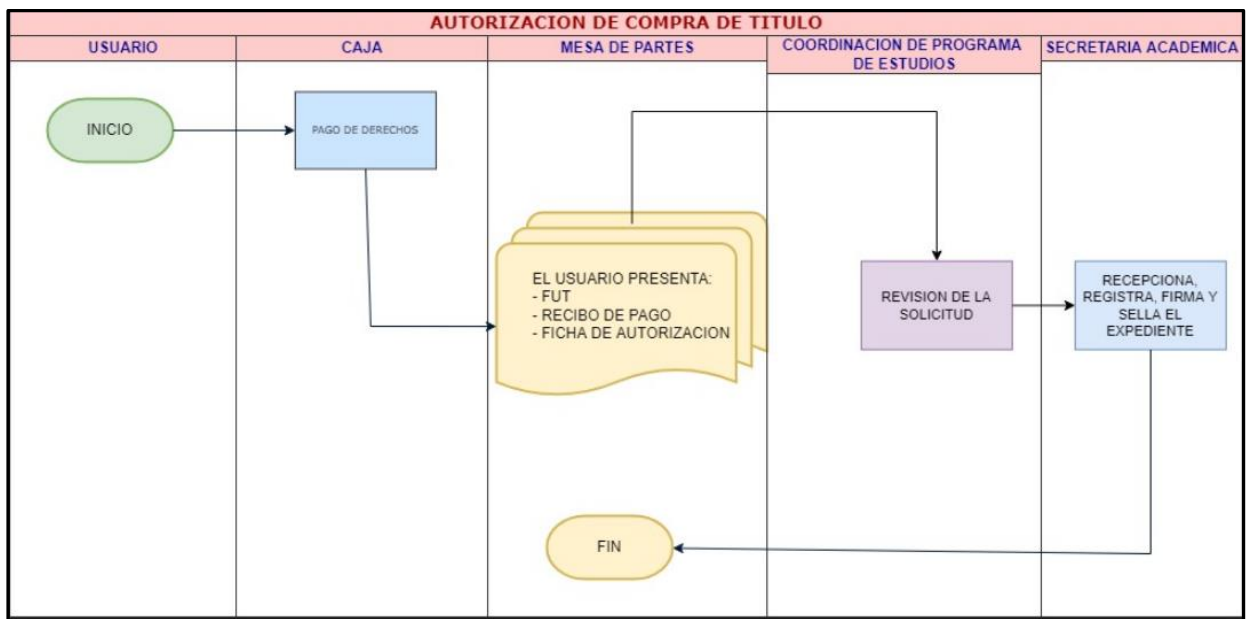 AUTORIZACION DE COMPRA DE TITULO
USUARIO
CAJA
MESA DE PARTES
COORDINACION DE PROGRAMA
DE ESTUDIOS
SECRETARIA ACADEMICA
INICIO
PAGO DE DERECHOS
EL USUARIO PRESENTA:
- FUT
- RECIBO DE PAGO
- FICHA DE AUTORIZACION
REVISION DE LA
SOLICITUD
RECEPCIONA,
REGISTRA, FIRMA Y
SELLA EL
EXPEDIENTE
FIN